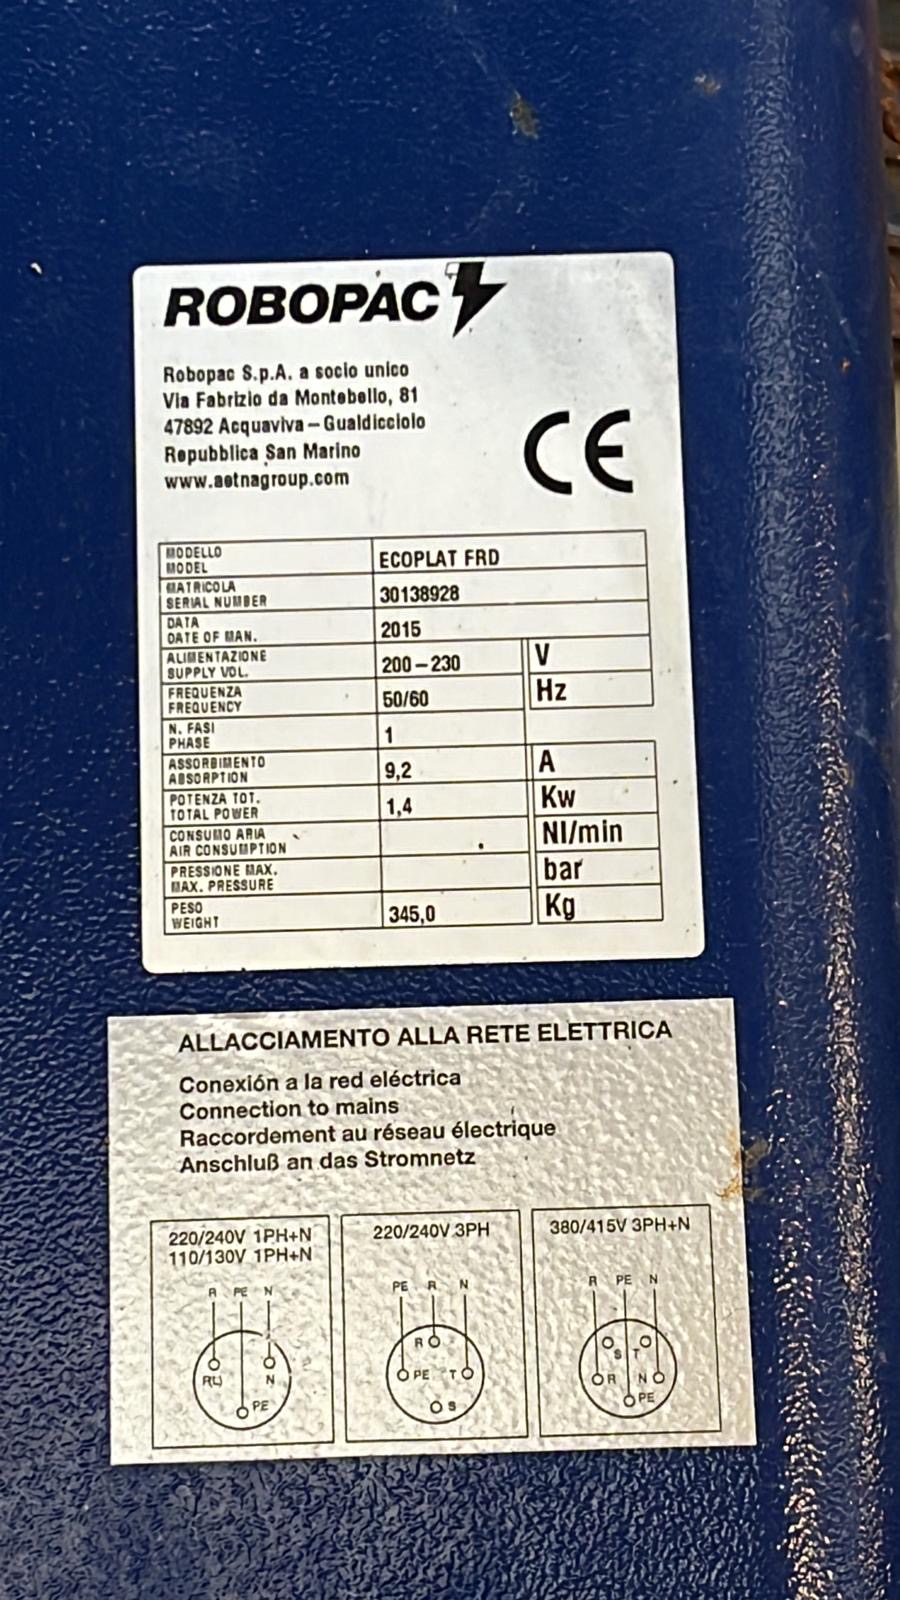 ROBOPAC
Robopac S.p.A. a socio unico
Via Fabrizio da Montebello, 81
47892 Acquaviva – Gualdicciolo
Repubblica San Marino
www.aetnagroup.com
CE
MODELLO
MODEL
ECOPLAT FRD
MATRICOLA
SERIAL NUMBER
30138928
DATA
DATE OF MAN.
2015
ALIMENTAZIONE
SUPPLY VOL.
200 – 230 V
FREQUENZA
FREQUENCY
50/60 Hz
N. FASI
PHASE
1
ASSORBIMENTO
ABSORPTION
9,2 A
POTENZA TOT.
TOTAL POWER
1,4 Kw
CONSUMO ARIA
AIR CONSUMPTION
Nl/min
PRESSIONE MAX.
MAX. PRESSURE
bar
PESO
WEIGHT
345,0 Kg
ALLACCIAMENTO ALLA RETE ELETTRICA
Conexión a la red eléctrica
Connection to mains
Raccordement au réseau électrique
Anschluß an das Stromnetz
220/240V 1PH+N
110/130V 1PH+N
R PE N
N
PE
220/240V 3PH
PE R N
R
PE T
S
380/415V 3PH+N
R PE N
S T
R N
PE